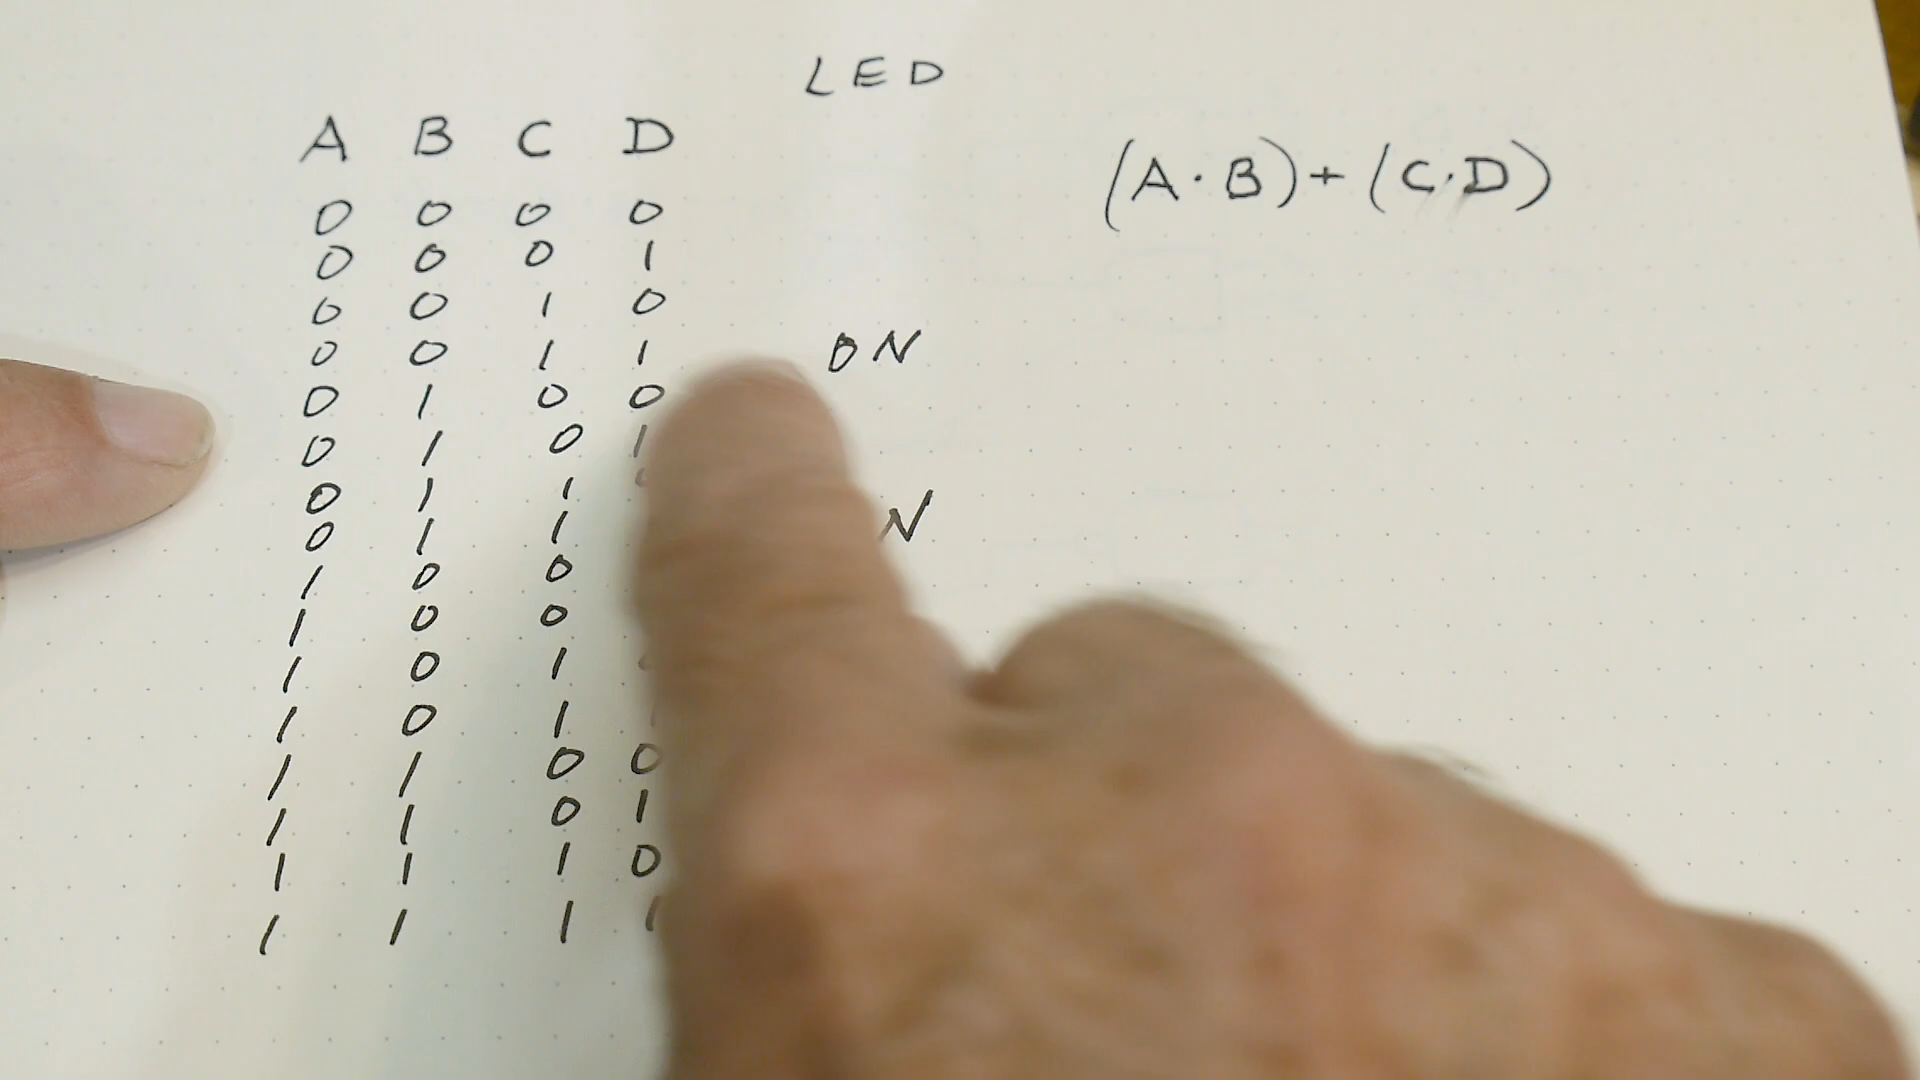 LED
A B C D
(A·B)+(C·D)
0 0 0 0
0 0 0 1
0 0 1 0
0 0 1 1 ON
0 1 0 0
0 1 0 1
0 1 1
0 1 1 N
1 0 0
1 0 0
1 0 1
1 0 1
1 1 0 0
1 1 0 1
1 1 1 0
1 1 1 1